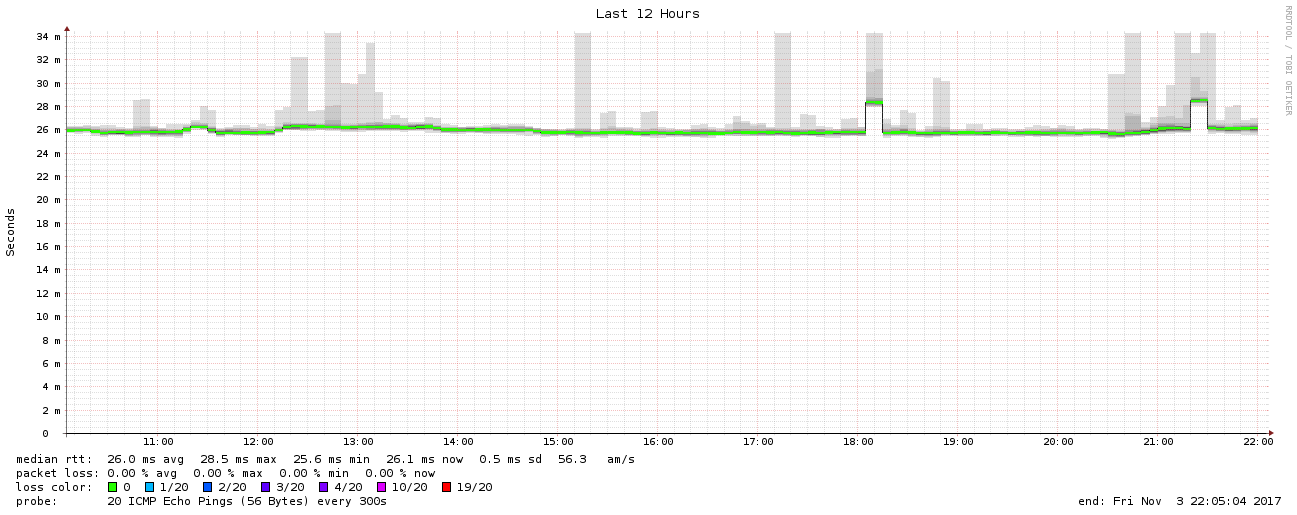 Last 12 Hours
RRDTOOL / TOBI OETIKER
Seconds
34 m
32 m
30 m
28 m
26 m
24 m
22 m
20 m
18 m
16 m
14 m
12 m
10 m
8 m
6 m
4 m
2 m
0
11:00 12:00 13:00 14:00 15:00 16:00 17:00 18:00 19:00 20:00 21:00 22:00
median rtt: 26.0 ms avg 28.5 ms max 25.6 ms min 26.1 ms now 0.5 ms sd 56.3 am/s
packet loss: 0.00 % avg 0.00 % max 0.00 % min 0.00 % now
loss color: 0 1/20 2/20 3/20 4/20 10/20 19/20
probe: 20 ICMP Echo Pings (56 Bytes) every 300s end: Fri Nov 3 22:05:04 2017